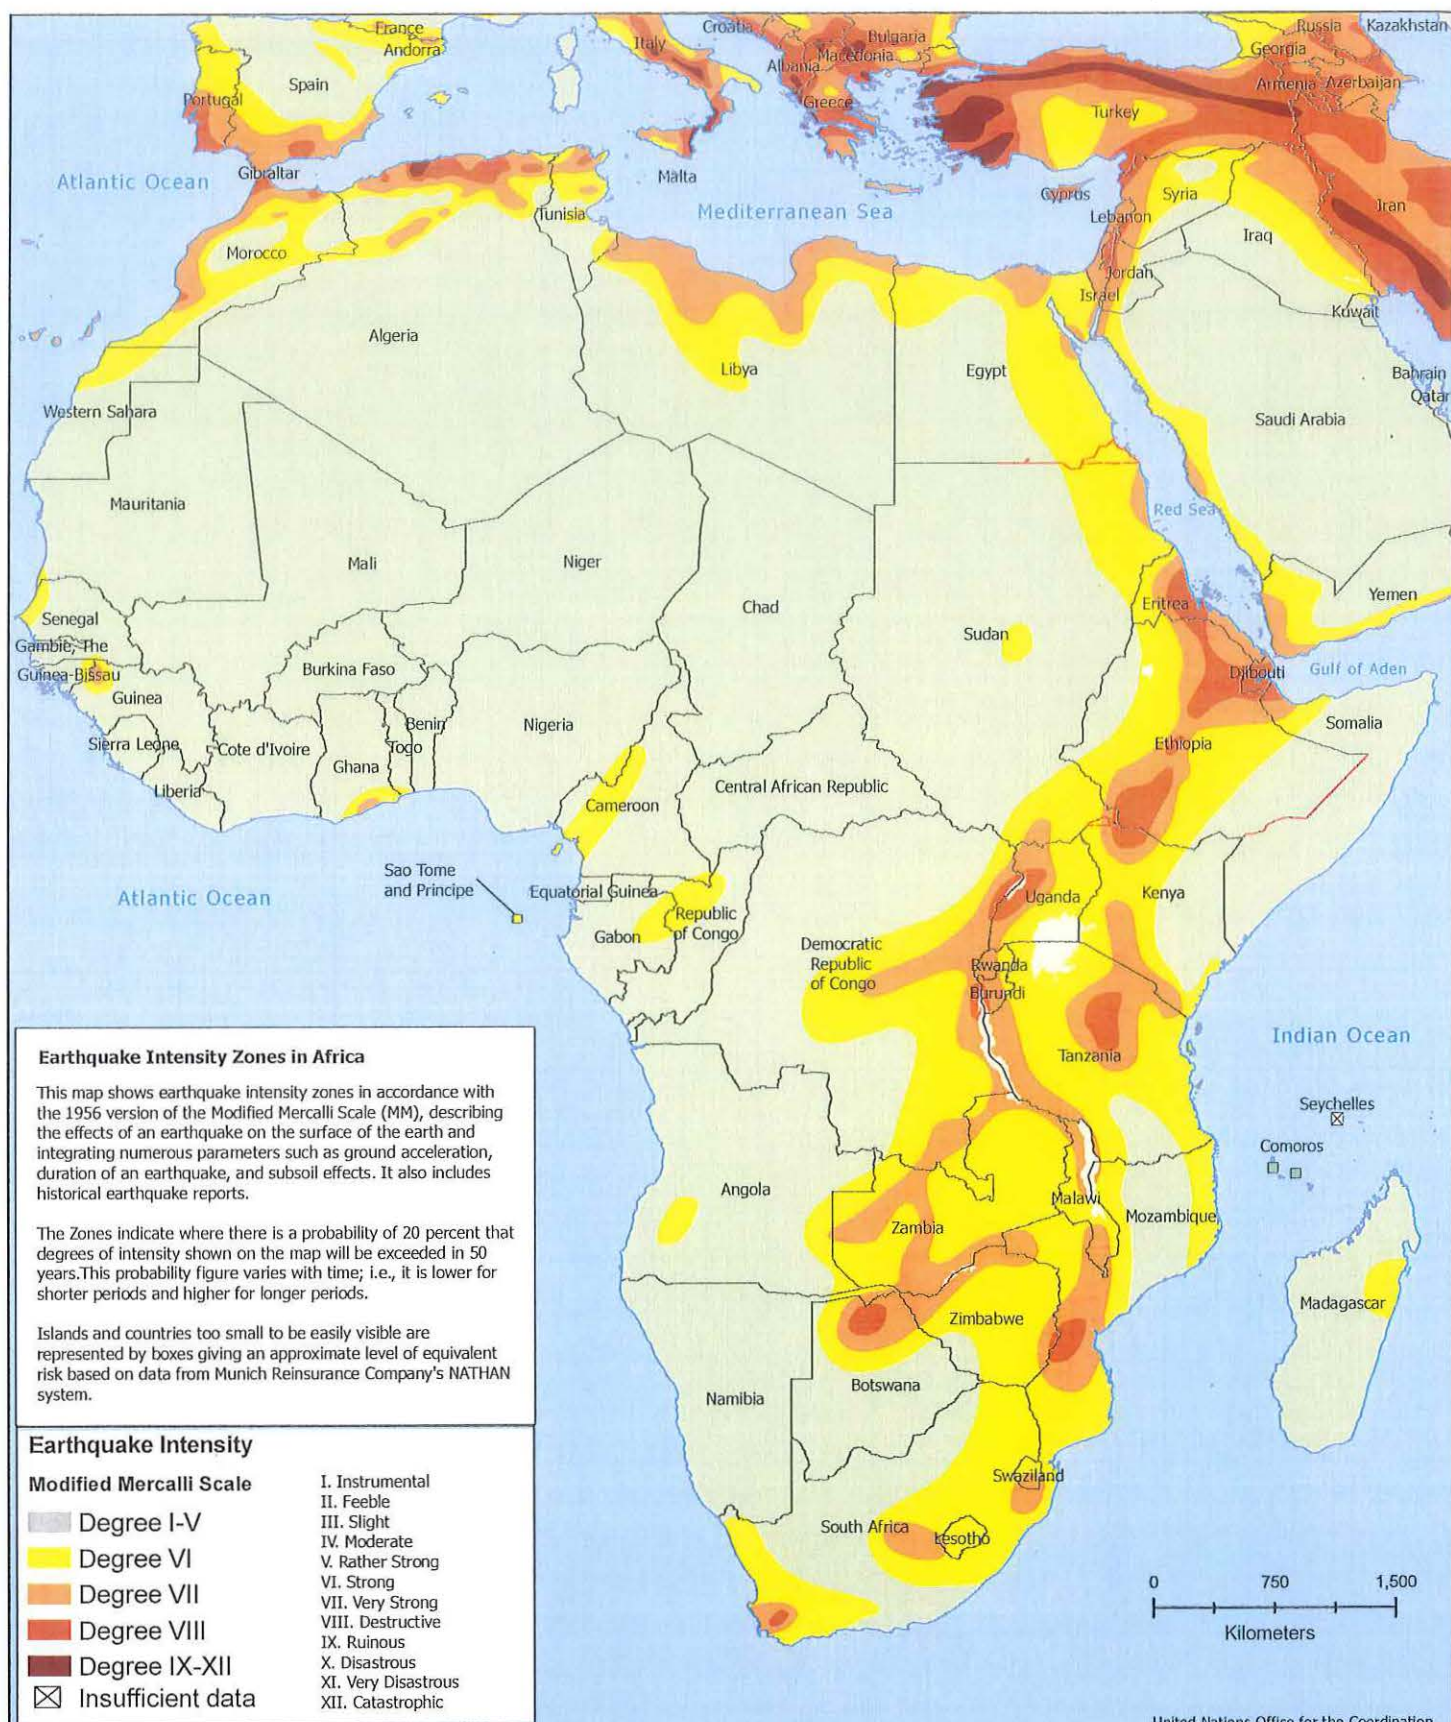 France
Andorra
Spain
Portugal
Italy
Croatia
Bulgaria
Macedonia
Albania
Greece
Russia
Kazakhstan
Georgia
Armenia
Azerbaijan
Turkey
Atlantic Ocean
Gibraltar
Malta
Mediterranean Sea
Cyprus
Lebanon
Syria
Iraq
Iran
Jordan
Israel
Kuwait
Bahrain
Qatar
Tunisia
Morocco
Algeria
Libya
Egypt
Saudi Arabia
Western Sahara
Mauritania
Mali
Niger
Chad
Sudan
Red Sea
Eritrea
Yemen
Senegal
Gambie, The
Guinea-Bissau
Guinea
Burkina Faso
Sierra Leone
Liberia
Cote d'Ivoire
Ghana
Togo
Benin
Nigeria
Djibouti
Gulf of Aden
Somalia
Ethiopia
Cameroon
Central African Republic
Atlantic Ocean
Sao Tome
and Principe
Equatorial Guinea
Gabon
Republic
of Congo
Democratic
Republic
of Congo
Uganda
Kenya
Rwanda
Burundi
Tanzania
Indian Ocean
Seychelles
Comoros
Angola
Zambia
Malawi
Mozambique
Madagascar
Zimbabwe
Botswana
Namibia
Swaziland
South Africa
Lesotho
Earthquake Intensity Zones in Africa
This map shows earthquake intensity zones in accordance with
the 1956 version of the Modified Mercalli Scale (MM), describing
the effects of an earthquake on the surface of the earth and
integrating numerous parameters such as ground acceleration,
duration of an earthquake, and subsoil effects. It also includes
historical earthquake reports.
The Zones indicate where there is a probability of 20 percent that
degrees of intensity shown on the map will be exceeded in 50
years.This probability figure varies with time; i.e., it is lower for
shorter periods and higher for longer periods.
Islands and countries too small to be easily visible are
represented by boxes giving an approximate level of equivalent
risk based on data from Munich Reinsurance Company's NATHAN
system.
Earthquake Intensity
Modified Mercalli Scale
Degree I-V
Degree VI
Degree VII
Degree VIII
Degree IX-XII
Insufficient data
I. Instrumental
II. Feeble
III. Slight
IV. Moderate
V. Rather Strong
VI. Strong
VII. Very Strong
VIII. Destructive
IX. Ruinous
X. Disastrous
XI. Very Disastrous
XII. Catastrophic
0 750 1,500
Kilometers
United Nations Office for the Coordination